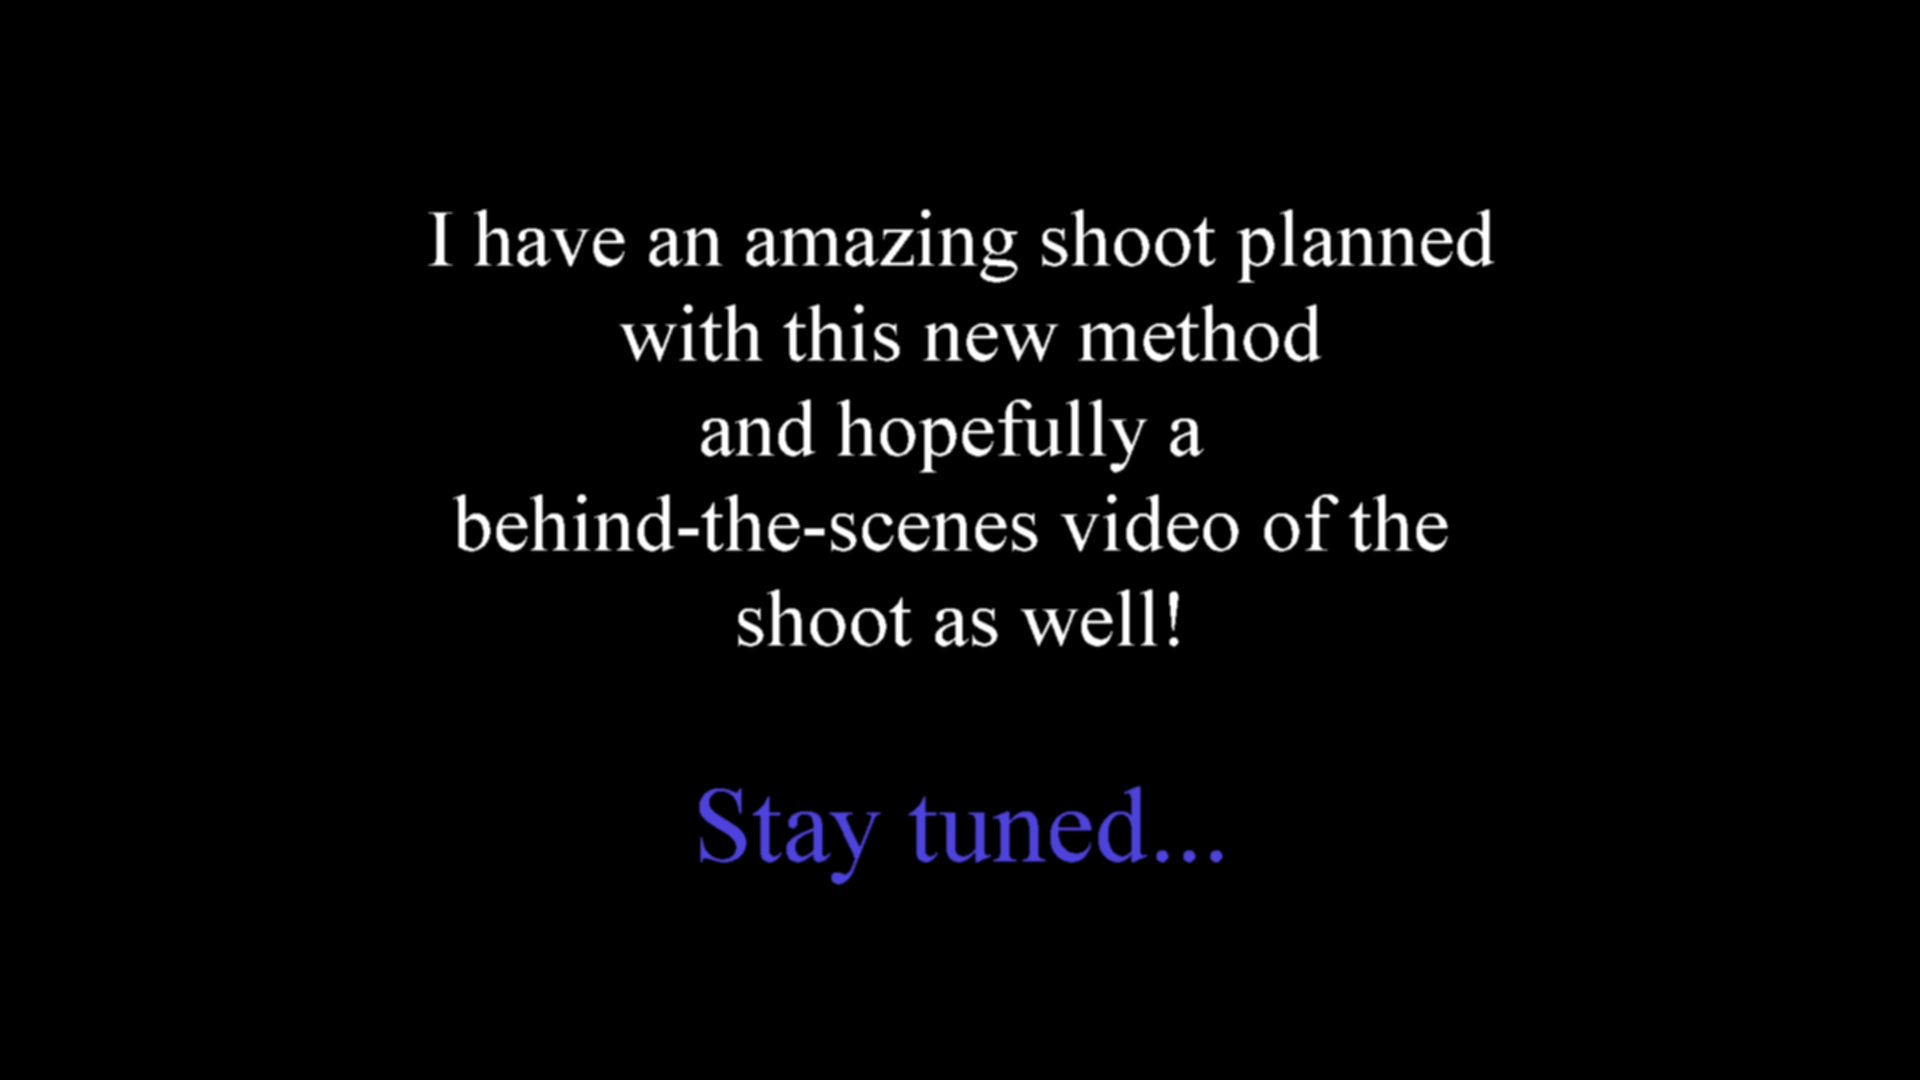 I have an amazing shoot planned
with this new method
and hopefully a
behind-the-scenes video of the
shoot as well!
Stay tuned...